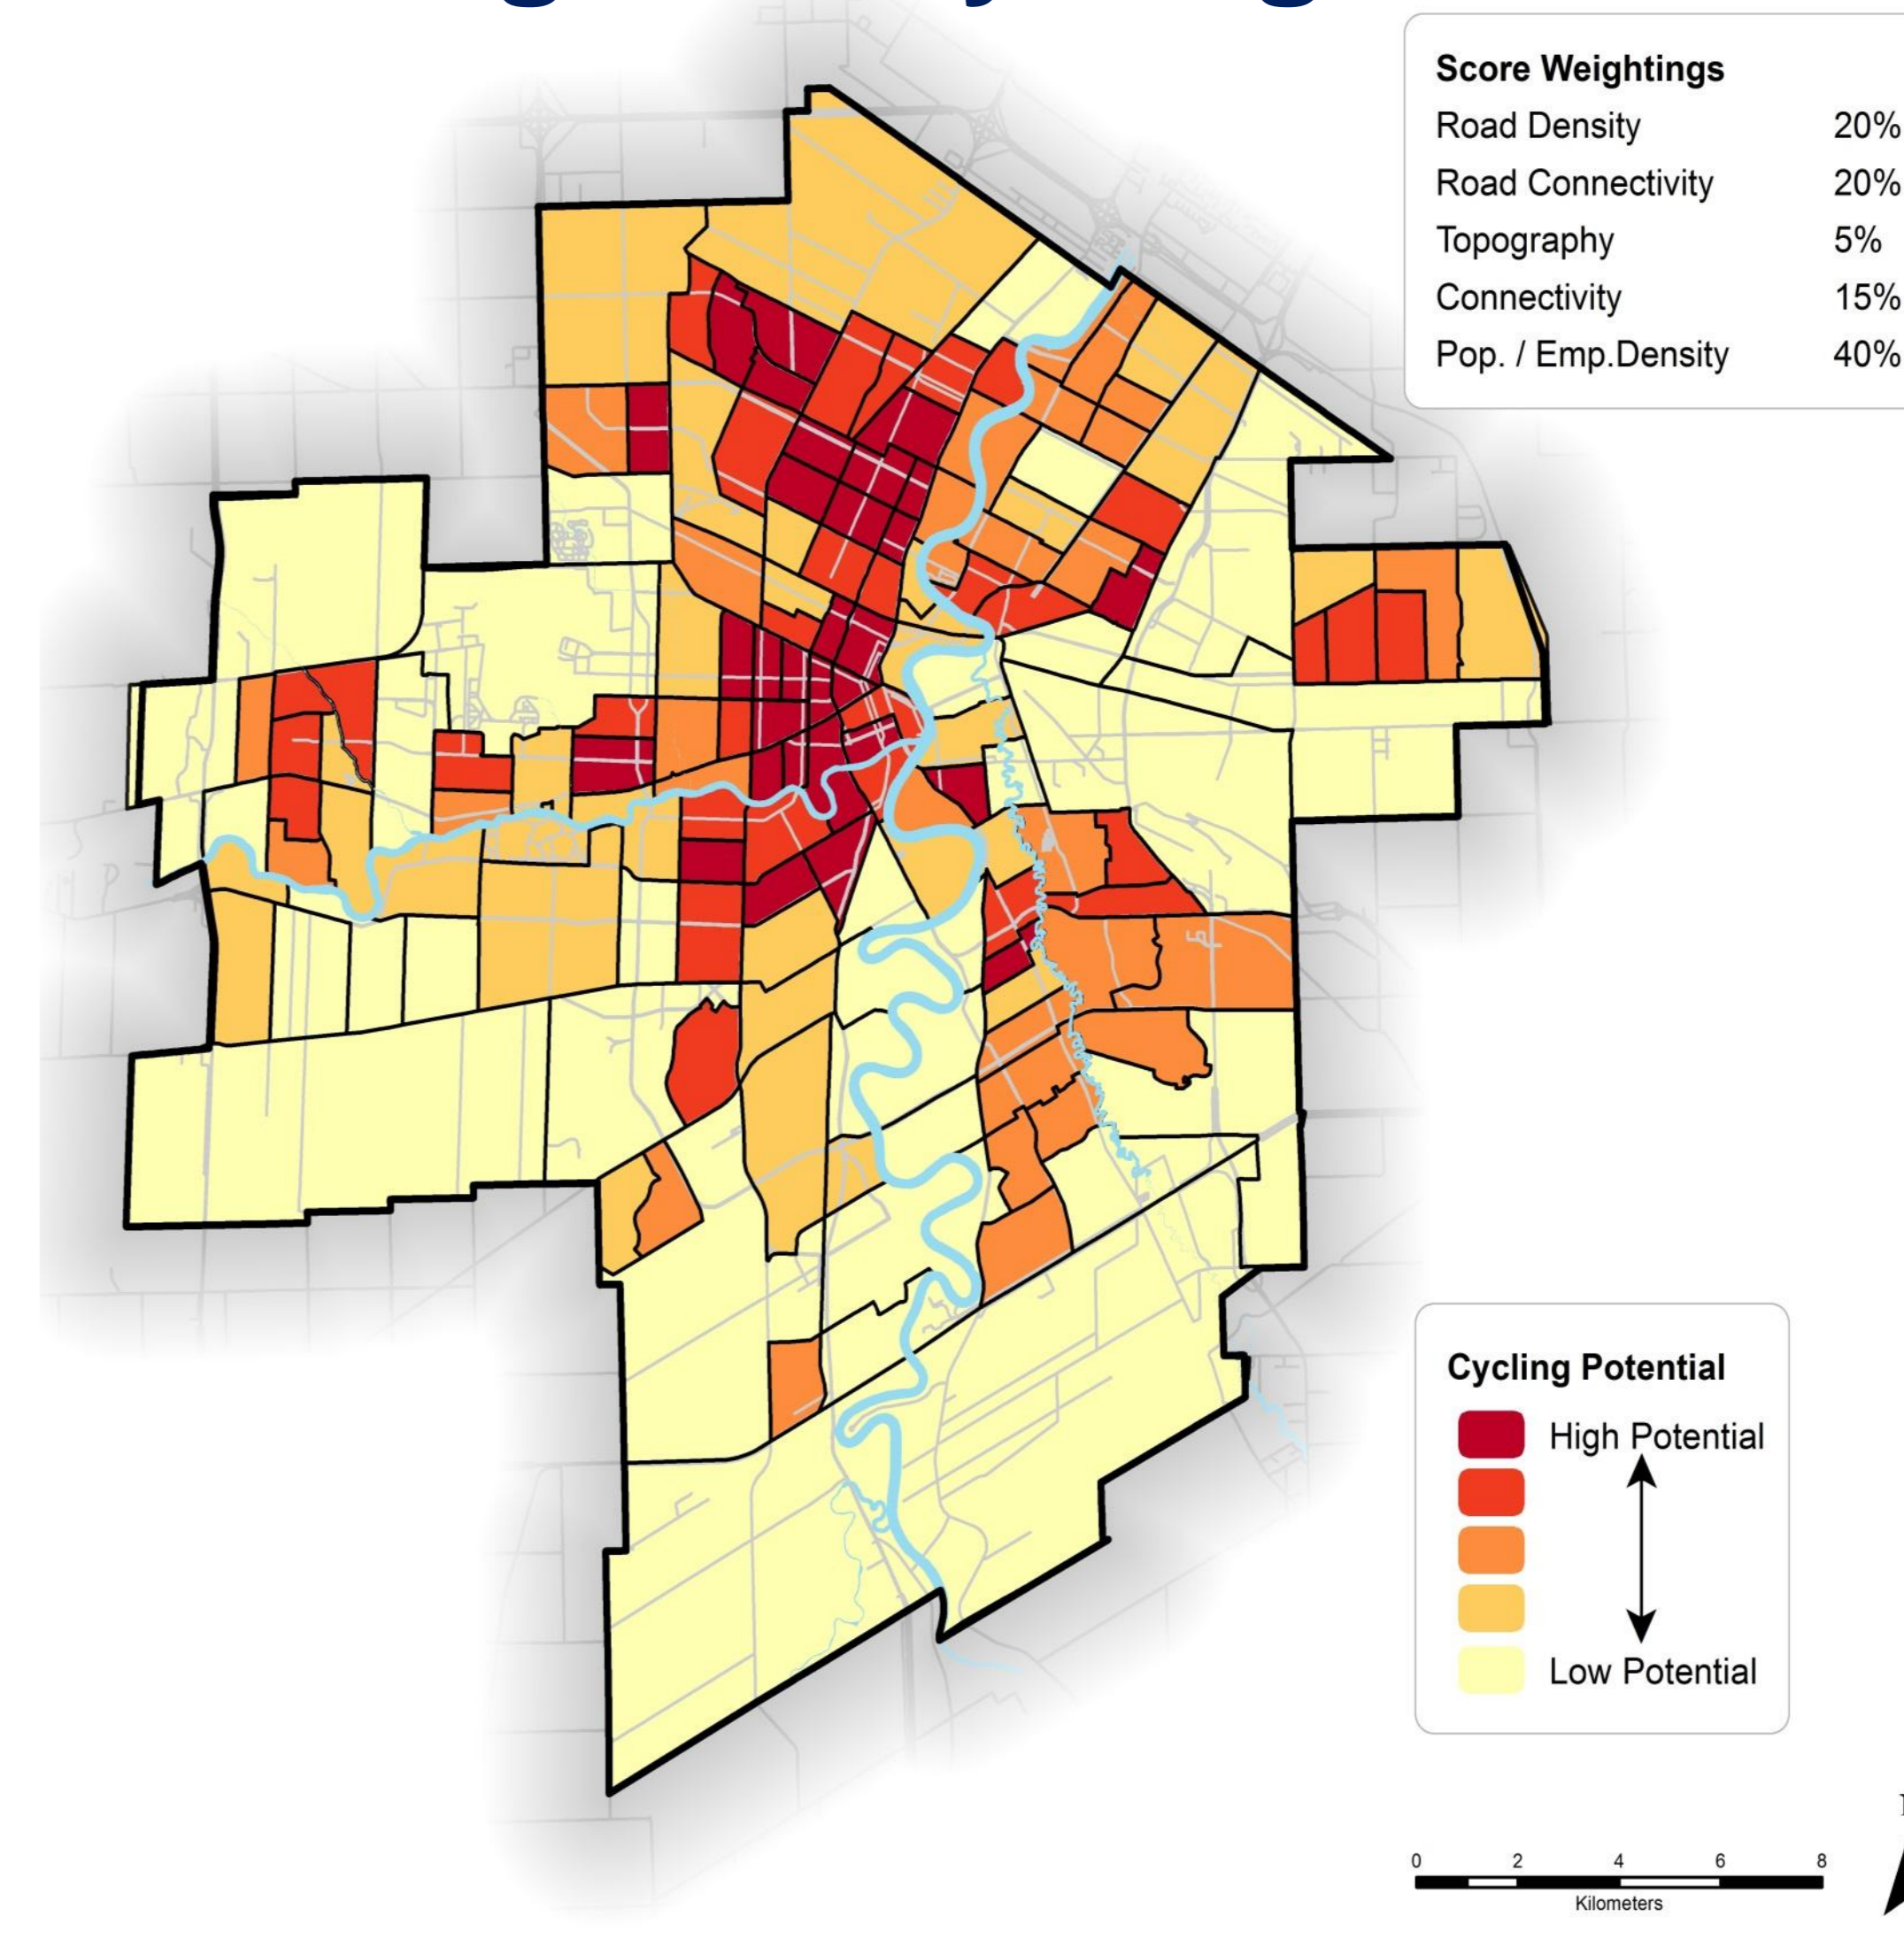 Score Weightings
Road Density 20%
Road Connectivity 20%
Topography 5%
Connectivity 15%
Pop. / Emp.Density 40%
Cycling Potential
High Potential
Low Potential
0 2 4 6 8
Kilometers